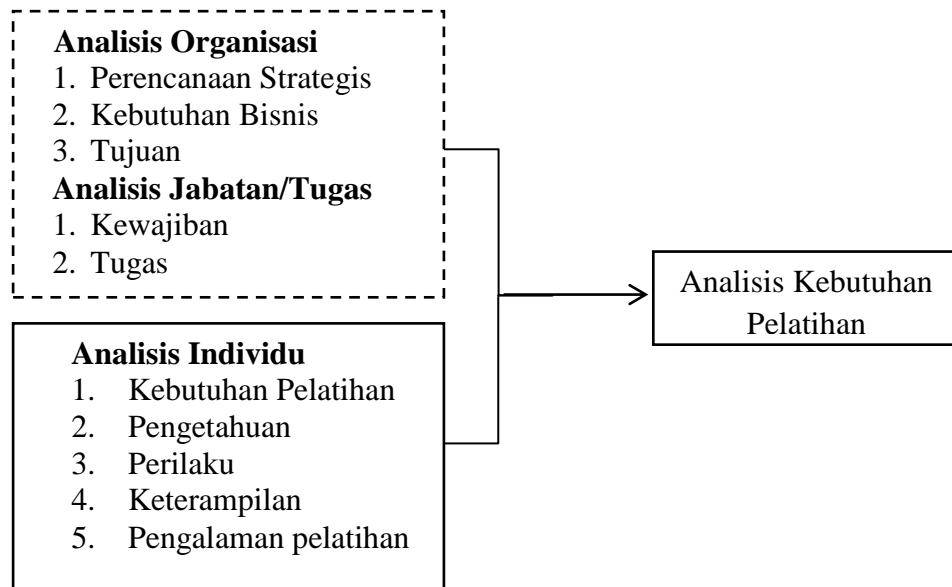 Analisis Organisasi
1. Perencanaan Strategis
2. Kebutuhan Bisnis
3. Tujuan
Analisis Jabatan/Tugas
1. Kewajiban
2. Tugas
Analisis Individu
1. Kebutuhan Pelatihan
2. Pengetahuan
3. Perilaku
4. Keterampilan
5. Pengalaman pelatihan
Analisis Kebutuhan
Pelatihan